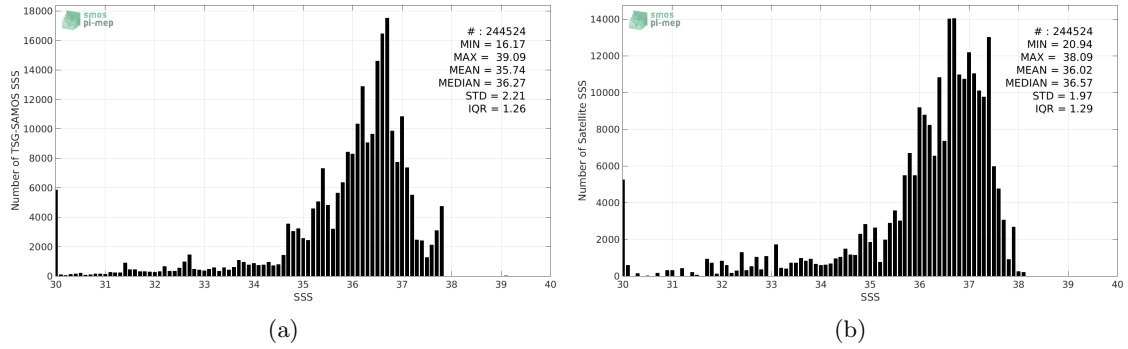 smos
pi-mep
# : 244524
MIN = 16.17
MAX = 39.09
MEAN = 35.74
MEDIAN = 36.27
STD = 2.21
IQR = 1.26
Number of TSG-SAMOS SSS
18000
16000
14000
12000
10000
8000
6000
4000
2000
0
30 31 32 33 34 35 36 37 38 39 40
SSS
(a)
smos
pi-mep
# : 244524
MIN = 20.94
MAX = 38.09
MEAN = 36.02
MEDIAN = 36.57
STD = 1.97
IQR = 1.29
Number of Satellite SSS
14000
12000
10000
8000
6000
4000
2000
0
30 31 32 33 34 35 36 37 38 39 40
SSS
(b)